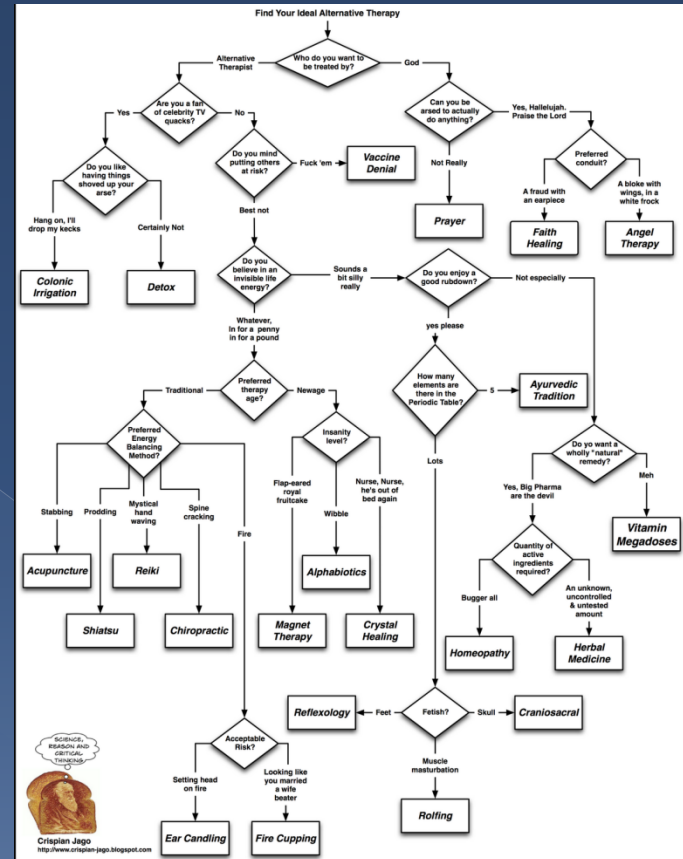 Find Your Ideal Alternative Therapy
Who do you want
to be treated by?
Alternative
Therapist
God
Are you a fan
of celebrity TV
quacks?
Yes
No
Can you be
arsed to actually
do anything?
Yes, Hallelujah.
Praise the Lord
Not Really
Do you like
having things
shoved up your
arse?
Do you mind
putting others
at risk?
Fuck 'em
Vaccine
Denial
Preferred
conduit?
Prayer
A fraud with
an earpiece
A bloke with
wings, in a
white frock
Faith
Healing
Angel
Therapy
Hang on, I'll
drop my kecks
Certainly Not
Best not
Colonic
Irrigation
Detox
Do you
believe in an
invisible life
energy?
Sounds a
bit silly
really
Do you enjoy a
good rubdown?
Not especially
Whatever,
In for a penny
in for a pound
yes please
Traditional
Preferred
therapy
age?
Newage
How many
elements are
there in the
Periodic Table?
5
Ayurvedic
Tradition
Preferred
Energy
Balancing
Method?
Insanity
level?
Lots
Do yo want a
wholly "natural"
remedy?
Stabbing
Prodding
Mystical
hand
waving
Spine
cracking
Fire
Flap-eared
royal
fruitcake
Wibble
Nurse, Nurse,
he's out of
bed again
Yes, Big Pharma
are the devil
Meh
Acupuncture
Reiki
Alphabiotics
Quantity of
active
ingredients
required?
Vitamin
Megadoses
Shiatsu
Chiropractic
Magnet
Therapy
Crystal
Healing
Bugger all
An unknown,
uncontrolled
& untested
amount
Homeopathy
Herbal
Medicine
Reflexology
Feet
Fetish?
Skull
Craniosacral
Acceptable
Risk?
Muscle
masturbation
Setting head
on fire
Looking like
you married
a wife
beater
Rolfing
Ear Candling
Fire Cupping
SCIENCE,
REASON AND
CRITICAL
THINKING
Crispian Jago
http://www.crispian-jago.blogspot.com